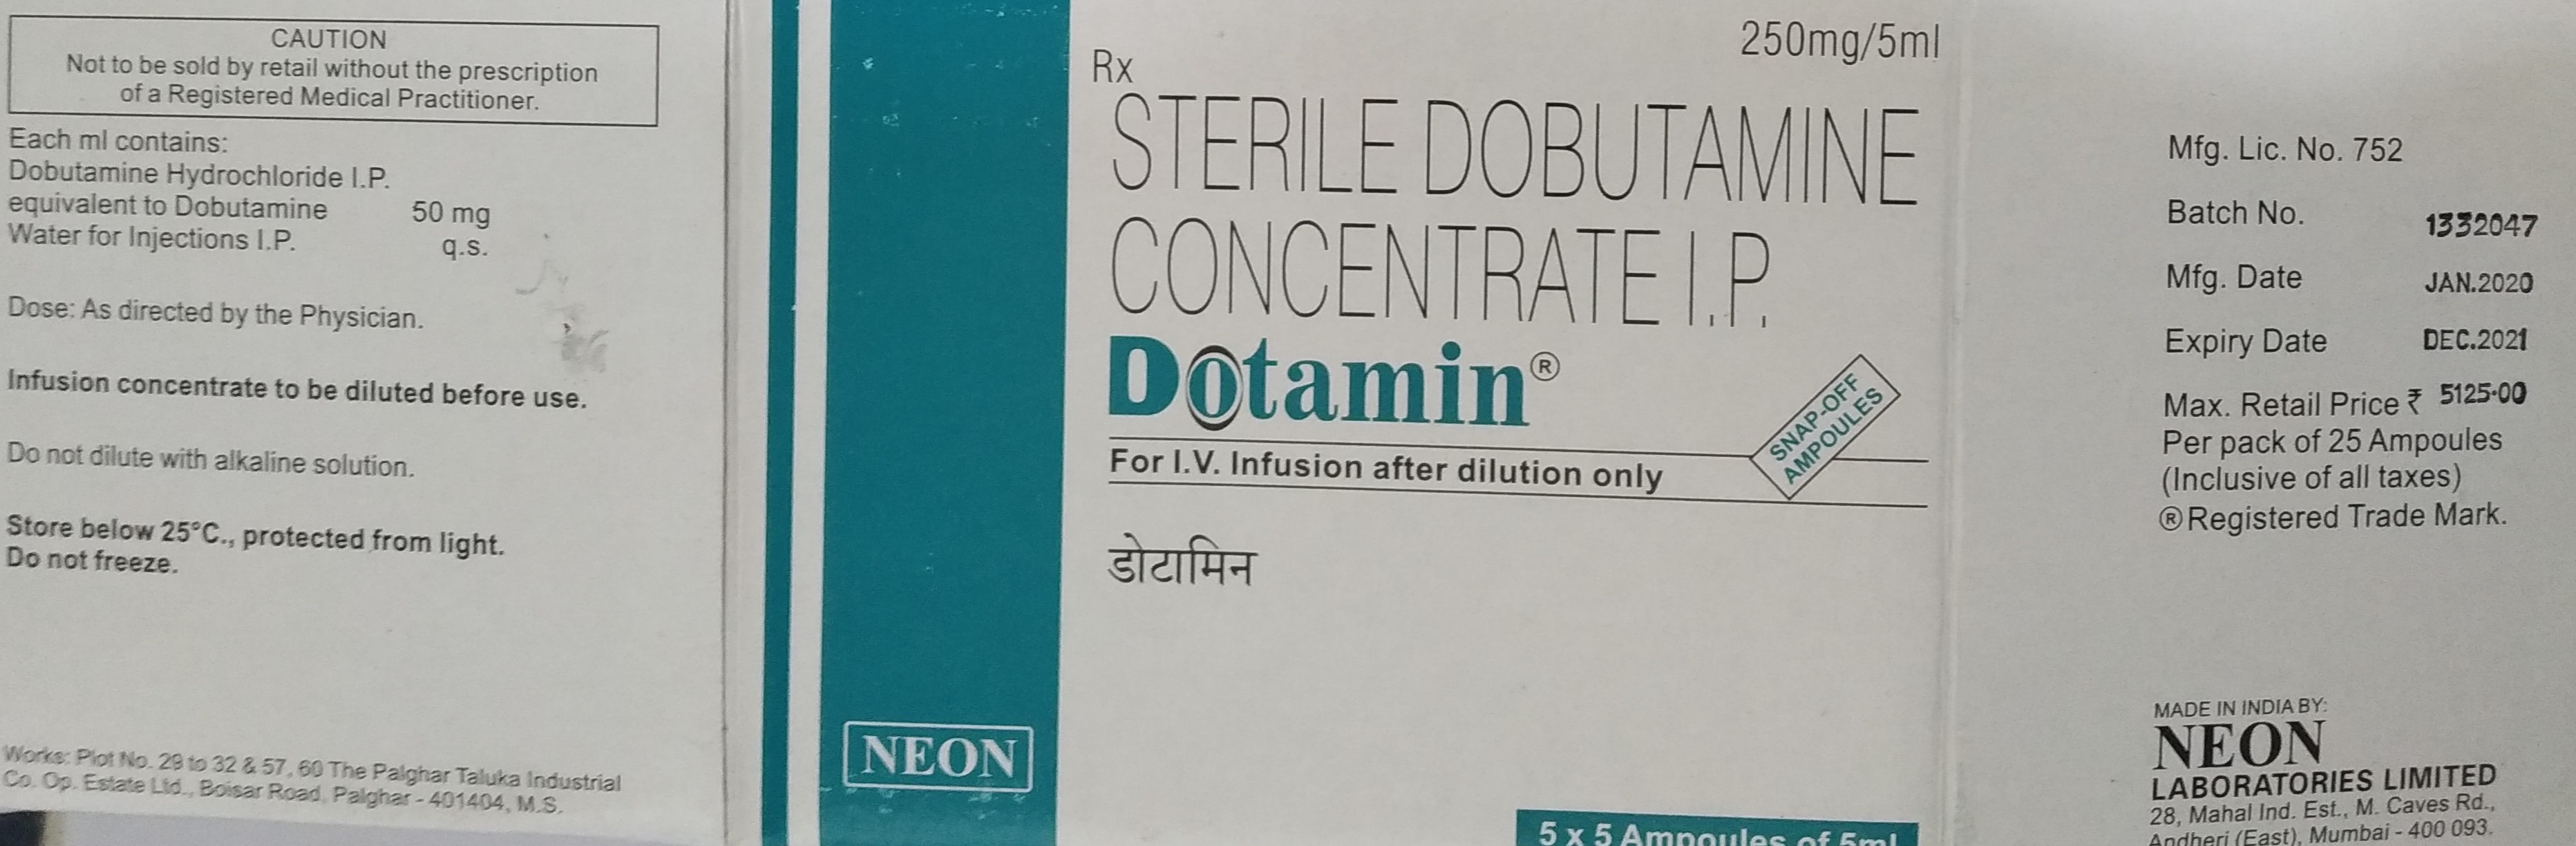 CAUTION
Not to be sold by retail without the prescription
of a Registered Medical Practitioner.
Each ml contains:
Dobutamine Hydrochloride I.P.
equivalent to Dobutamine 50 mg
Water for Injections I.P. q.s.
Dose: As directed by the Physician.
Infusion concentrate to be diluted before use.
Do not dilute with alkaline solution.
Store below 25°C., protected from light.
Do not freeze.
Works: Plot No. 29 to 32 & 57, 60 The Palghar Taluka Industrial
Co. Op. Estate Ltd., Boisar Road, Palghar - 401404, M.S.
NEON
250mg/5ml
Rx
STERILE DOBUTAMINE
CONCENTRATE I.P.
Dotamin®
SNAP-OFF
AMPOULES
For I.V. Infusion after dilution only
डोटामिन
5 x 5 Ampoules of 5ml
Mfg. Lic. No. 752
Batch No. 1332047
Mfg. Date JAN.2020
Expiry Date DEC.2021
Max. Retail Price ₹ 5125.00
Per pack of 25 Ampoules
(Inclusive of all taxes)
® Registered Trade Mark.
MADE IN INDIA BY:
NEON
LABORATORIES LIMITED
28, Mahal Ind. Est., M. Caves Rd.,
Andheri (East), Mumbai - 400 093.